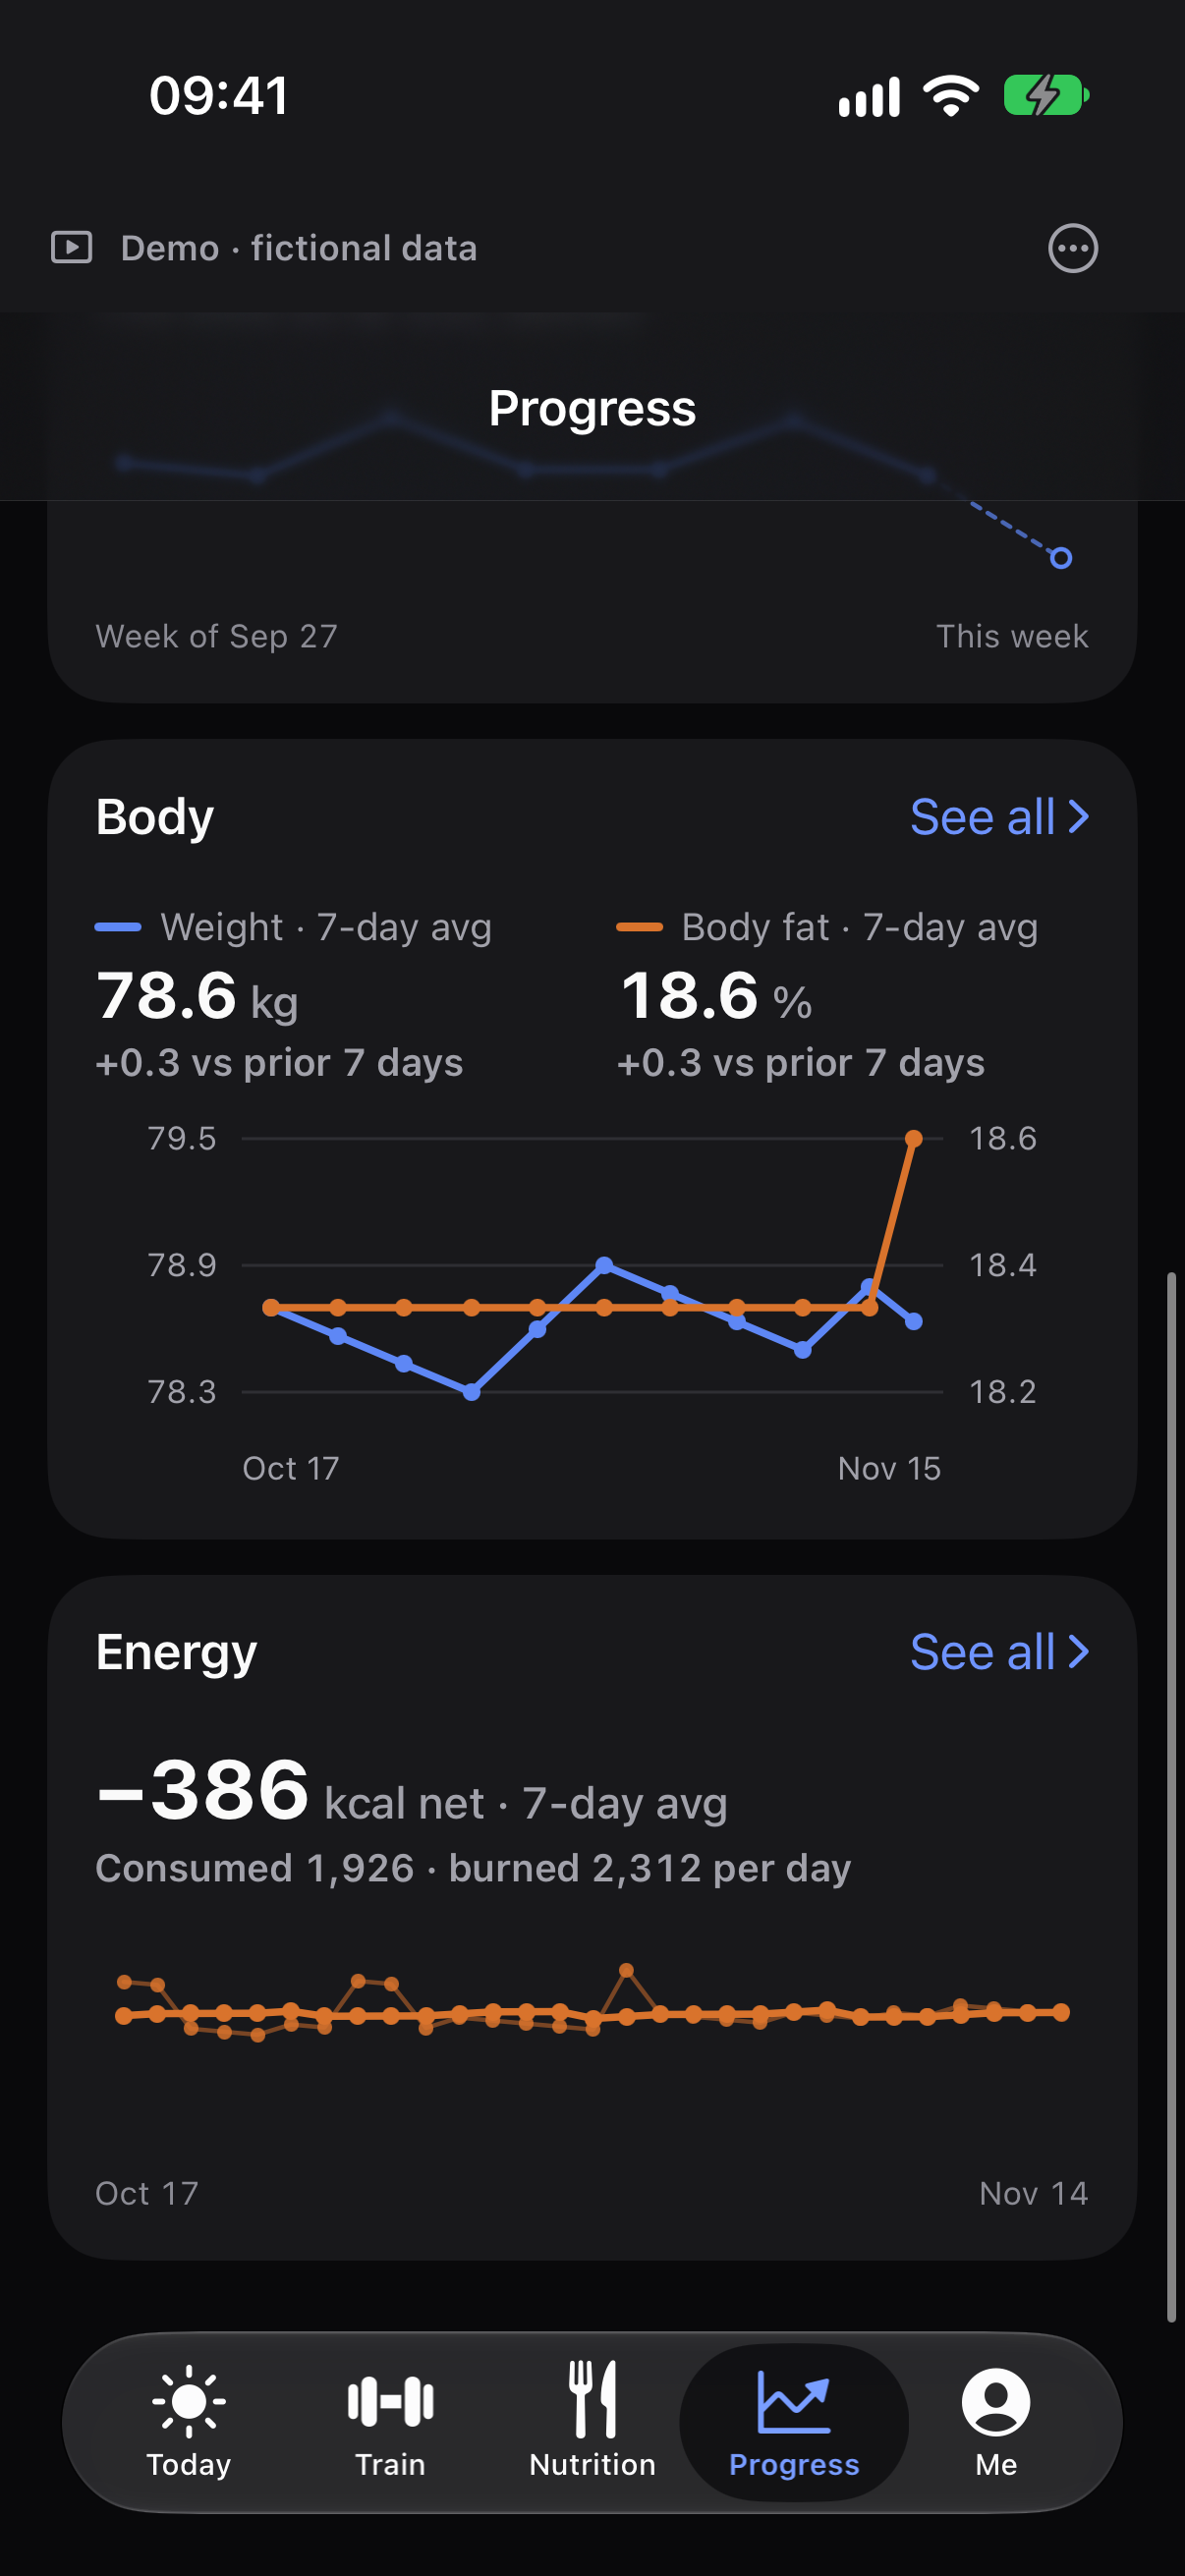 09:41
Demo · fictional data
Progress
Week of Sep 27 This week
Body See all
Weight · 7-day avg Body fat · 7-day avg
78.6 kg 18.6 %
+0.3 vs prior 7 days +0.3 vs prior 7 days
79.5 18.6
78.9 18.4
78.3 18.2
Oct 17 Nov 15
Energy See all
−386 kcal net · 7-day avg
Consumed 1,926 · burned 2,312 per day
Oct 17 Nov 14
Today Train Nutrition Progress Me